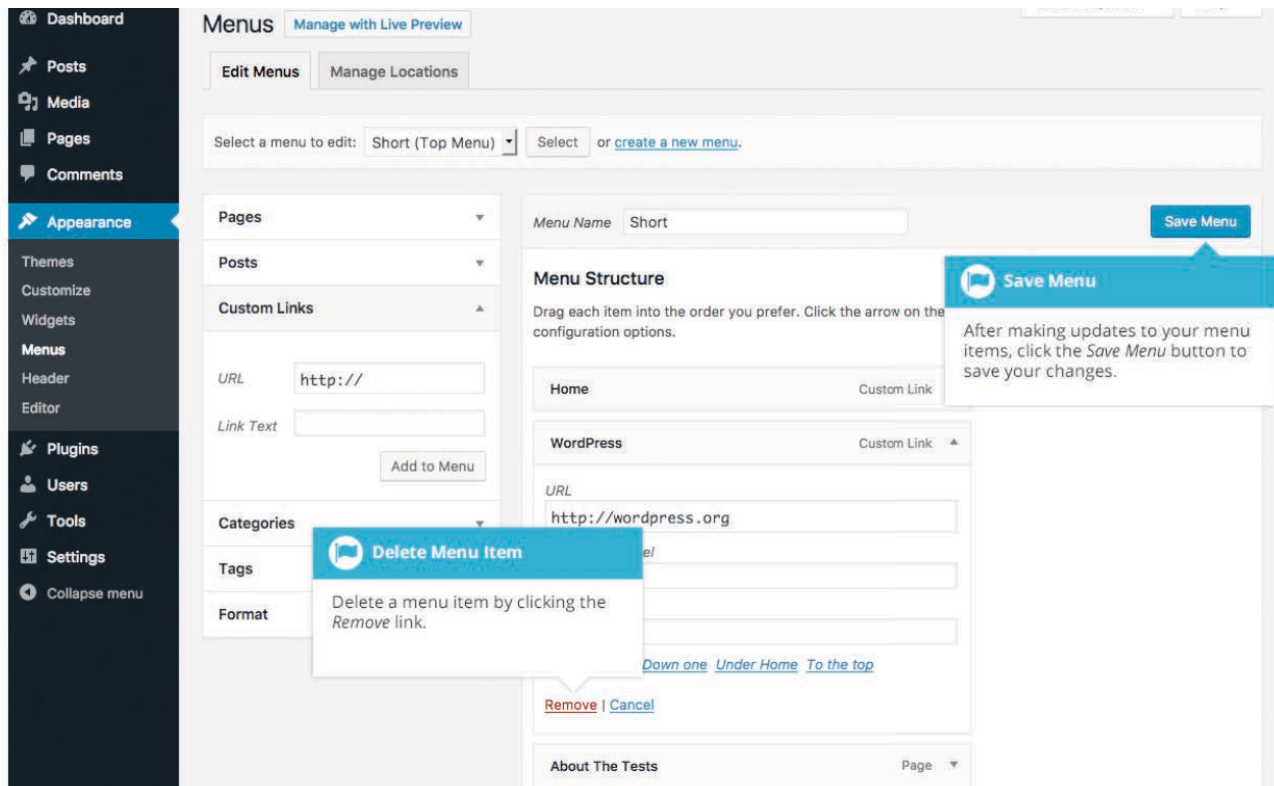 Dashboard
Posts
Media
Pages
Comments
Appearance
Themes
Customize
Widgets
Menus
Header
Editor
Plugins
Users
Tools
Settings
Collapse menu
Menus Manage with Live Preview
Edit Menus Manage Locations
Select a menu to edit: Short (Top Menu) Select or create a new menu.
Pages
Posts
Custom Links
URL http://
Link Text
Add to Menu
Categories
Tags
Format
Delete Menu Item
Delete a menu item by clicking the
Remove link.
Menu Name Short Save Menu
Menu Structure
Drag each item into the order you prefer. Click the arrow on the
configuration options.
Save Menu
After making updates to your menu
items, click the Save Menu button to
save your changes.
Home Custom Link
WordPress Custom Link
URL
http://wordpress.org
Down one Under Home To the top
Remove | Cancel
About The Tests Page